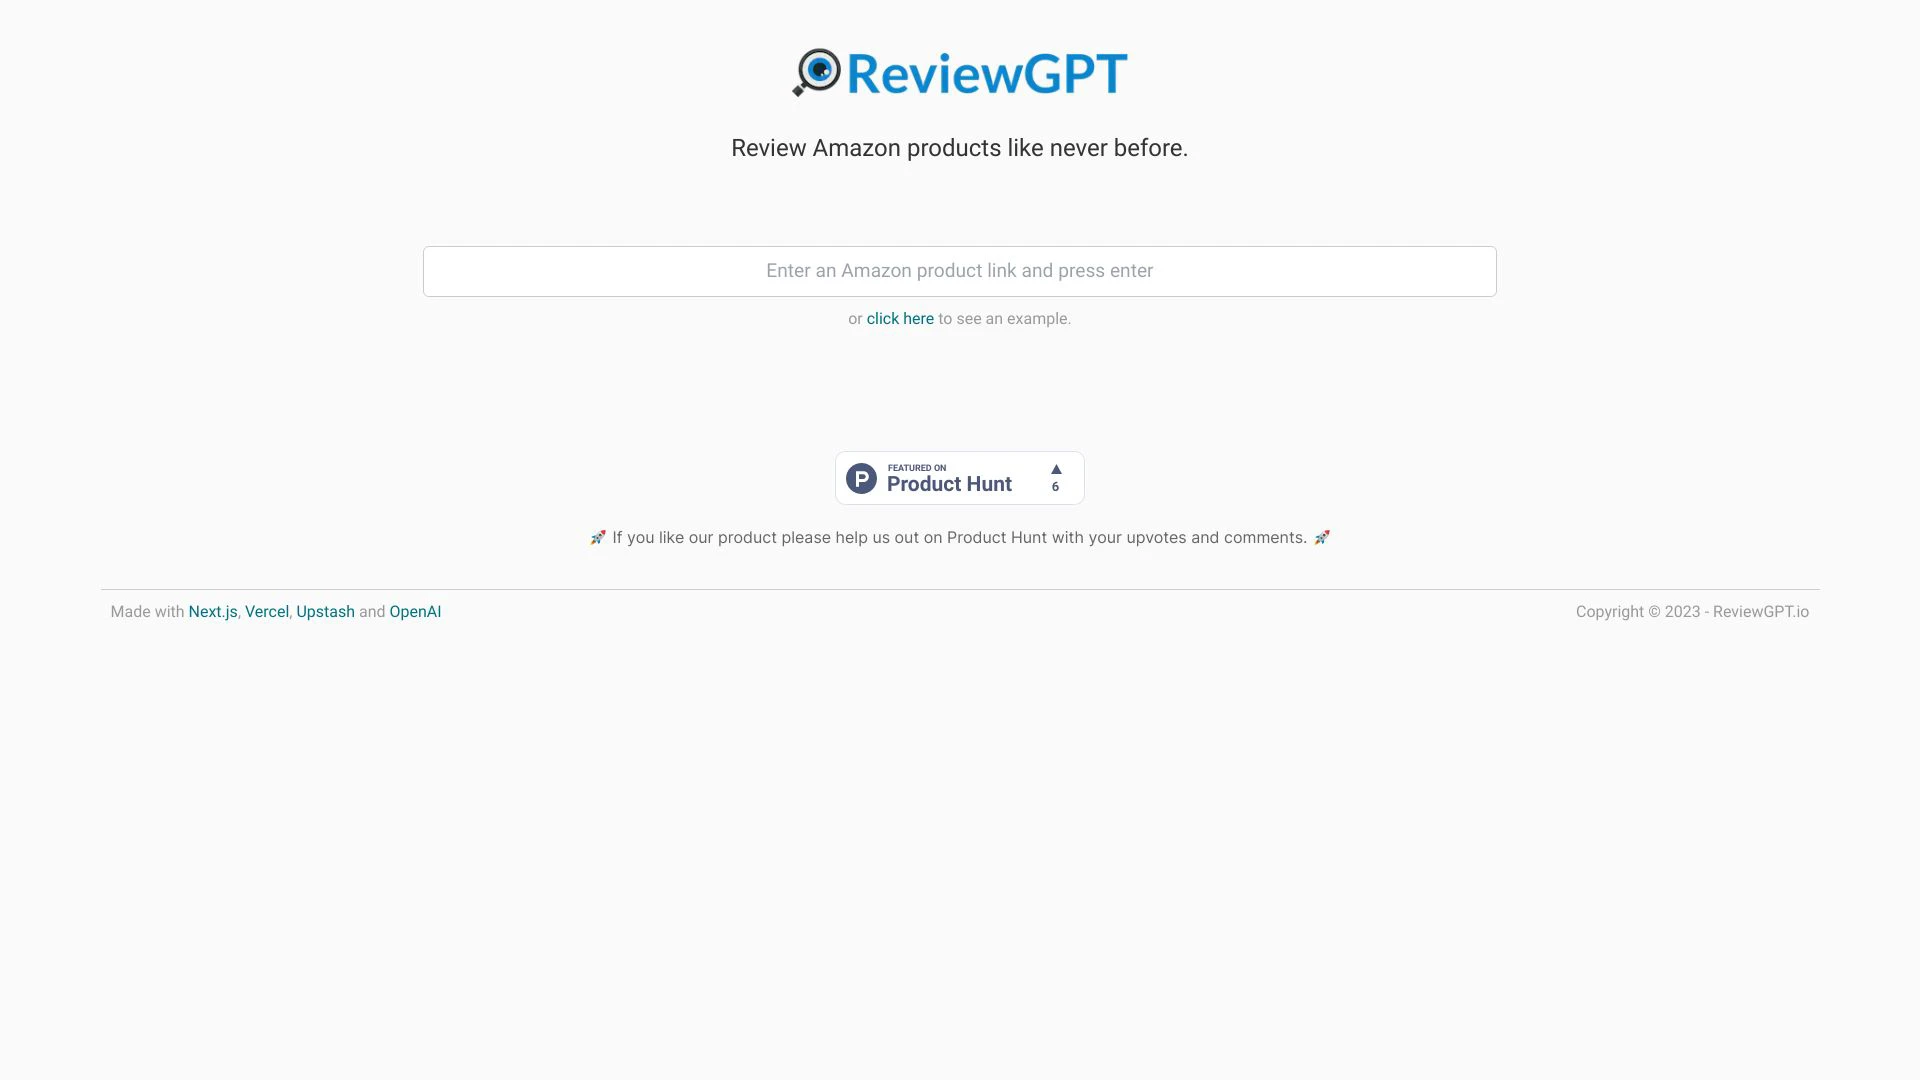 ReviewGPT
Review Amazon products like never before.
Enter an Amazon product link and press enter
or click here to see an example.
P
FEATURED ON
Product Hunt
▲
6
🚀 If you like our product please help us out on Product Hunt with your upvotes and comments. 🚀
Made with Next.js, Vercel, Upstash and OpenAI
Copyright © 2023 - ReviewGPT.io